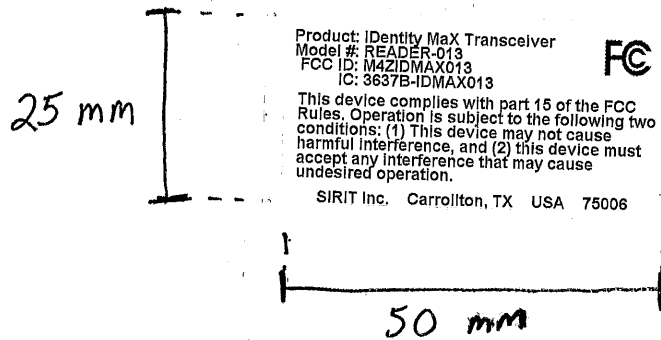 Product: IDentity MaX Transceiver
Model #: READER-013
FCC ID: M4ZIDMAX013
IC: 3637B-IDMAX013
FCC
This device complies with part 15 of the FCC
Rules. Operation is subject to the following two
conditions: (1) This device may not cause
harmful interference, and (2) this device must
accept any interference that may cause
undesired operation.
SIRIT Inc. Carrollton, TX USA 75006
25 mm
50 mm